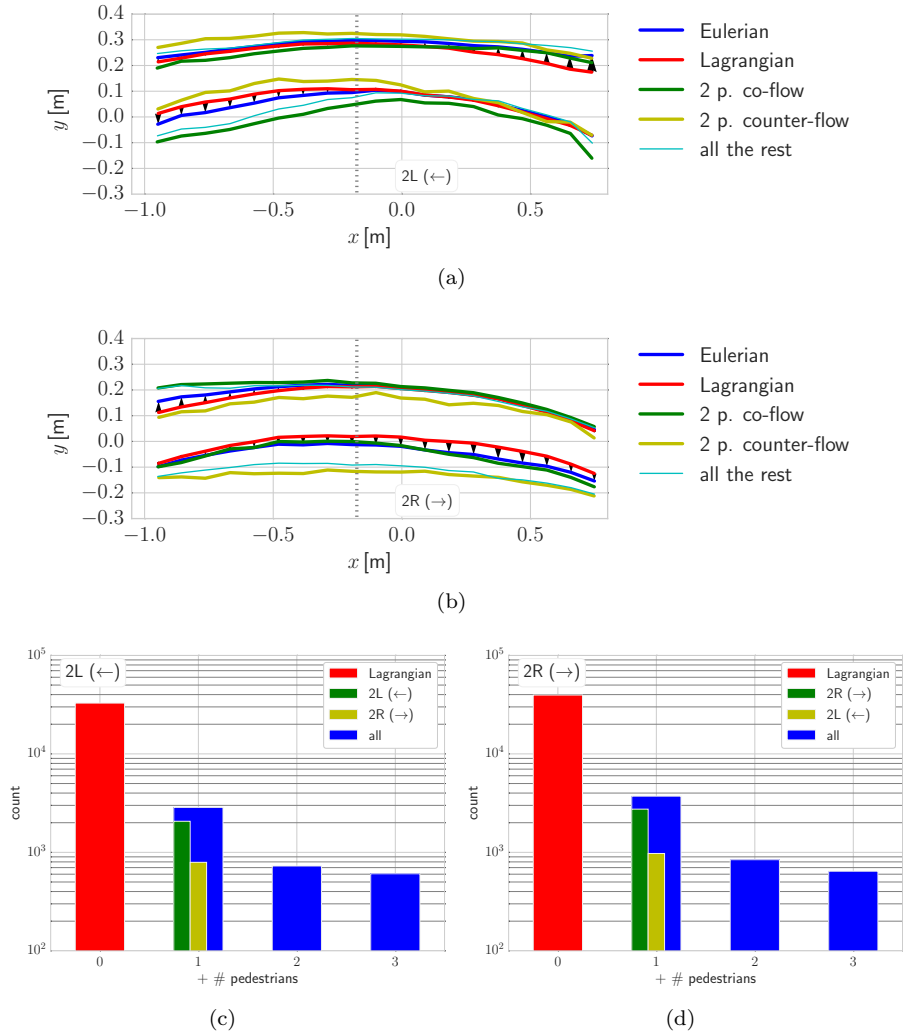 0.4
0.3
0.2
0.1
0.0
−0.1
−0.2
−0.3
y [m]
2L (←)
−1.0 −0.5 0.0 0.5
x [m]
Eulerian
Lagrangian
2 p. co-flow
2 p. counter-flow
all the rest
(a)
0.4
0.3
0.2
0.1
0.0
−0.1
−0.2
−0.3
y [m]
2R (→)
−1.0 −0.5 0.0 0.5
x [m]
Eulerian
Lagrangian
2 p. co-flow
2 p. counter-flow
all the rest
(b)
2L (←)
10^5
10^4
10^3
10^2
count
Lagrangian
2L (←)
2R (→)
all
0 1 2 3
+ # pedestrians
(c)
2R (→)
10^5
10^4
10^3
10^2
count
Lagrangian
2R (→)
2L (←)
all
0 1 2 3
+ # pedestrians
(d)